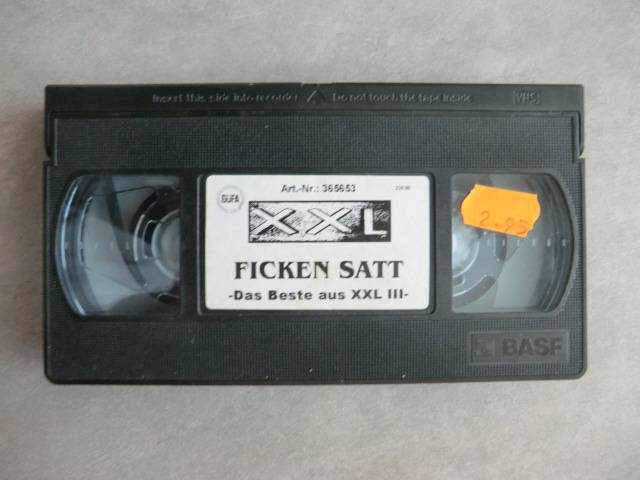 Insert this side into recorder Do not touch the tape inside VHS
GÜFA
Art.-Nr.: 365653
XXL
2.95
FICKEN SATT
-Das Beste aus XXL III-
BASF